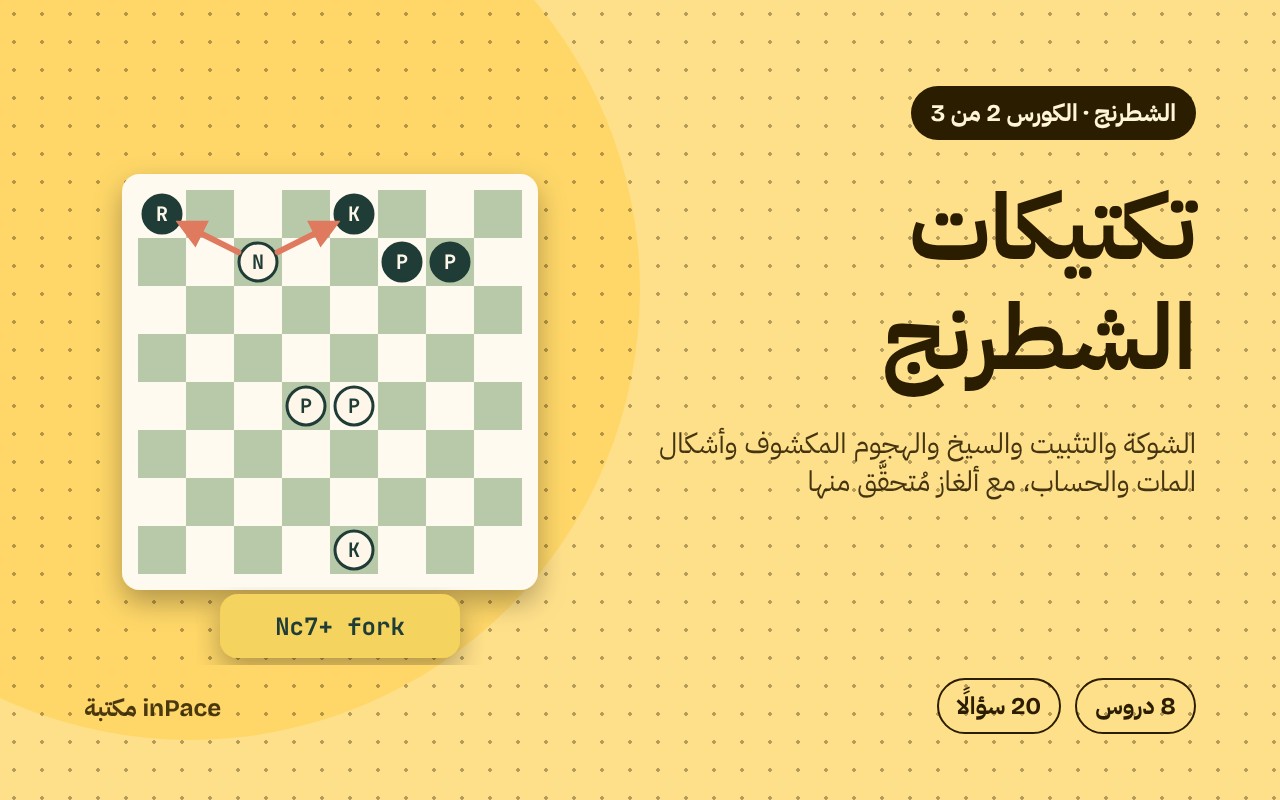 الشطرنج · الكورس 2 من 3
تكتيكات
الشطرنج
الشوكة والتثبيت والسيخ والهجوم المكشوف وأشكال
المات والحساب، مع ألغاز مُتحقَّق منها
R K
N P P
P P
K
Nc7+ fork
8 دروس
20 سؤالًا
inPace مكتبة